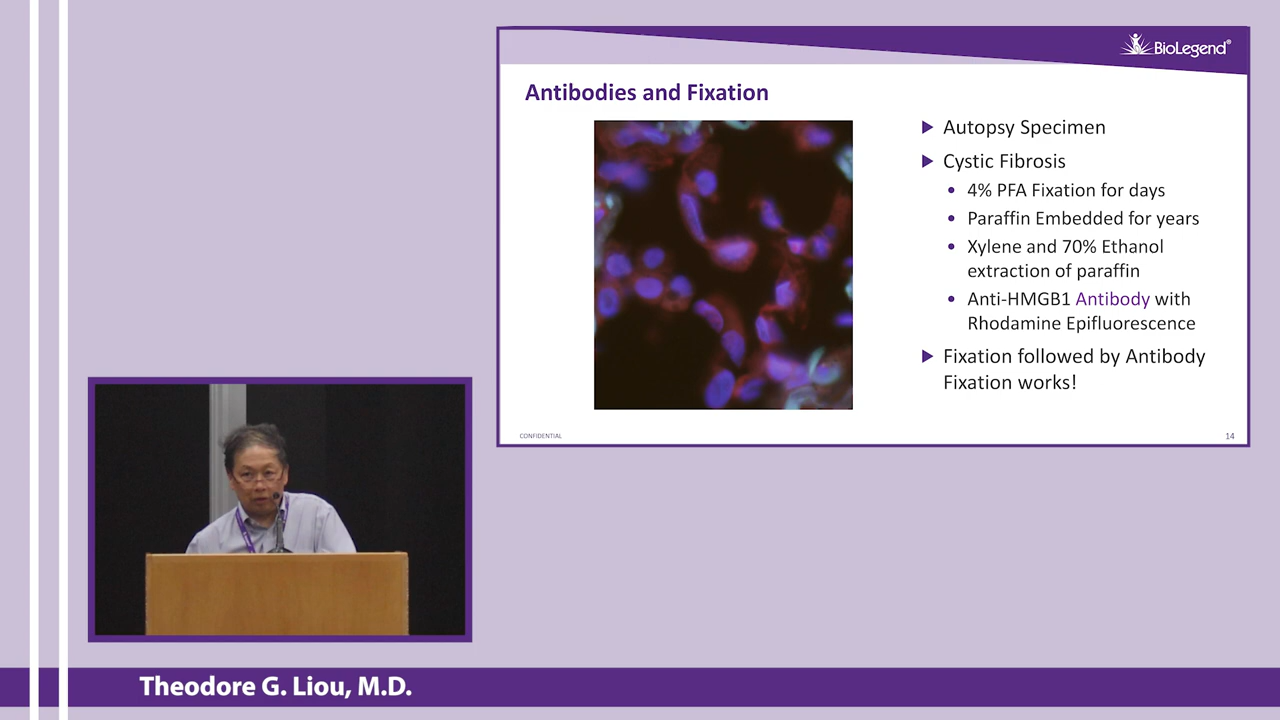 BioLegend®
Antibodies and Fixation
Autopsy Specimen
Cystic Fibrosis
4% PFA Fixation for days
Paraffin Embedded for years
Xylene and 70% Ethanol
extraction of paraffin
Anti-HMGB1 Antibody with
Rhodamine Epifluorescence
Fixation followed by Antibody
Fixation works!
CONFIDENTIAL
14
Theodore G. Liou, M.D.